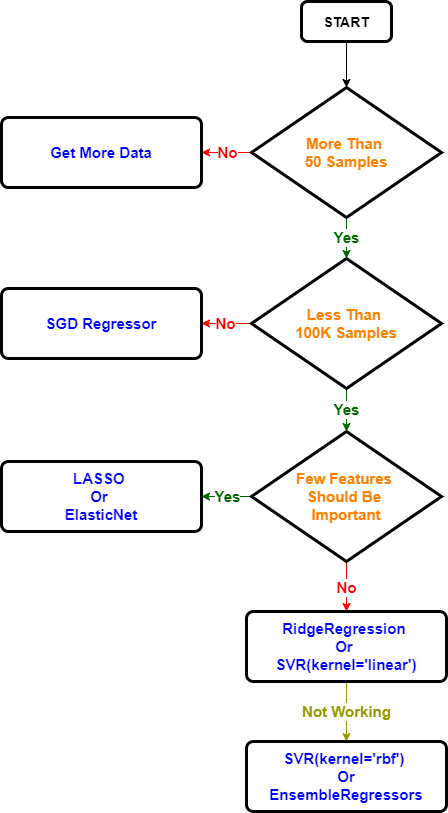 START
More Than
50 Samples
No
Get More Data
Yes
Less Than
100K Samples
No
SGD Regressor
Yes
Few Features
Should Be
Important
Yes
LASSO
Or
ElasticNet
No
RidgeRegression
Or
SVR(kernel='linear')
Not Working
SVR(kernel='rbf')
Or
EnsembleRegressors